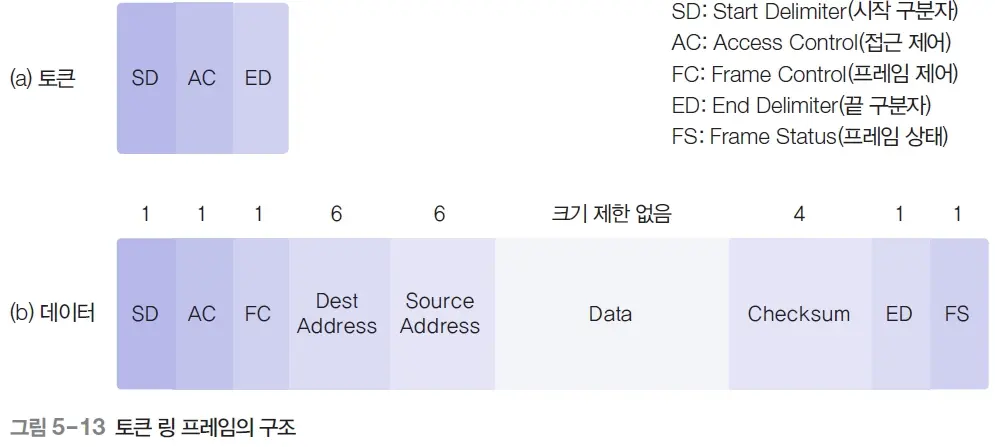 SD: Start Delimiter(시작 구분자)
AC: Access Control(접근 제어)
FC: Frame Control(프레임 제어)
ED: End Delimiter(끝 구분자)
FS: Frame Status(프레임 상태)
(a) 토큰
SD AC ED
1 1 1 6 6 크기 제한 없음 4 1 1
(b) 데이터
SD AC FC Dest Address Source Address Data Checksum ED FS
그림 5-13 토큰 링 프레임의 구조